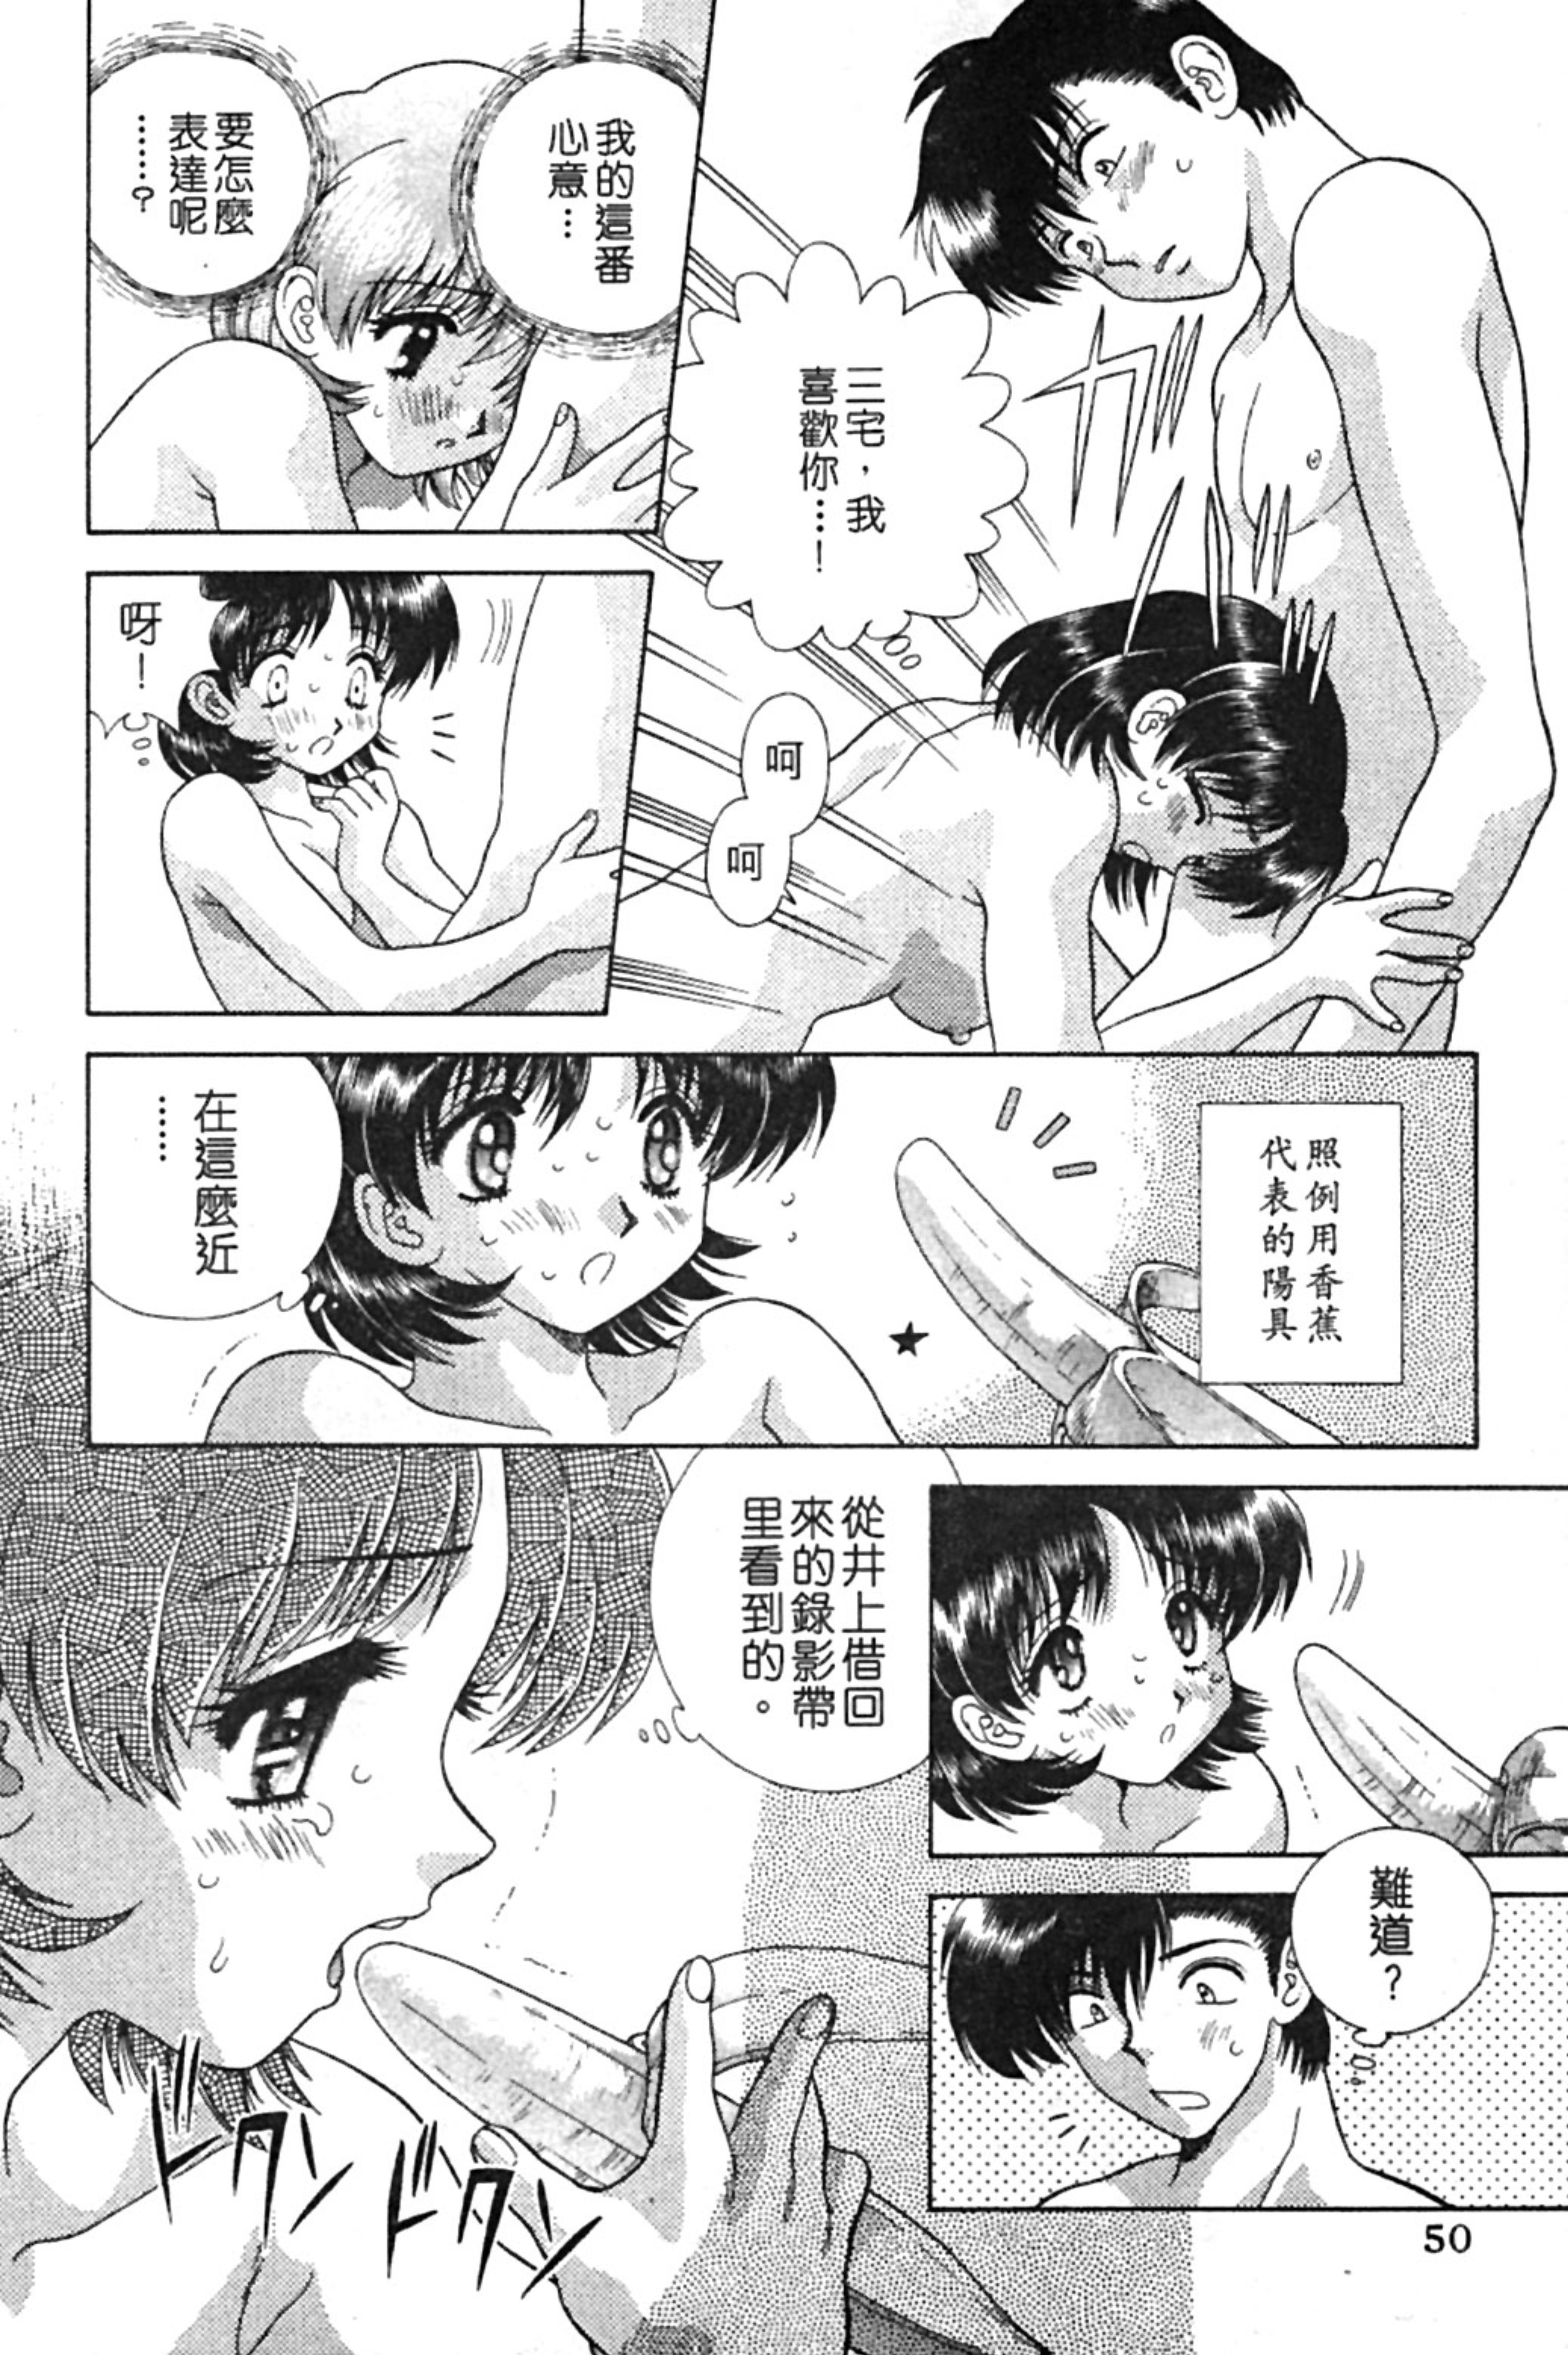 三宅，我
喜歡你⋯⋯！
呵
呵
我的這番
心意⋯
要怎麼
表達呢
⋯⋯？
呀！
照例用香蕉
代表的陽具
在這麼近
⋯⋯
難道？
從井上借回
來的錄影帶
里看到的。
50